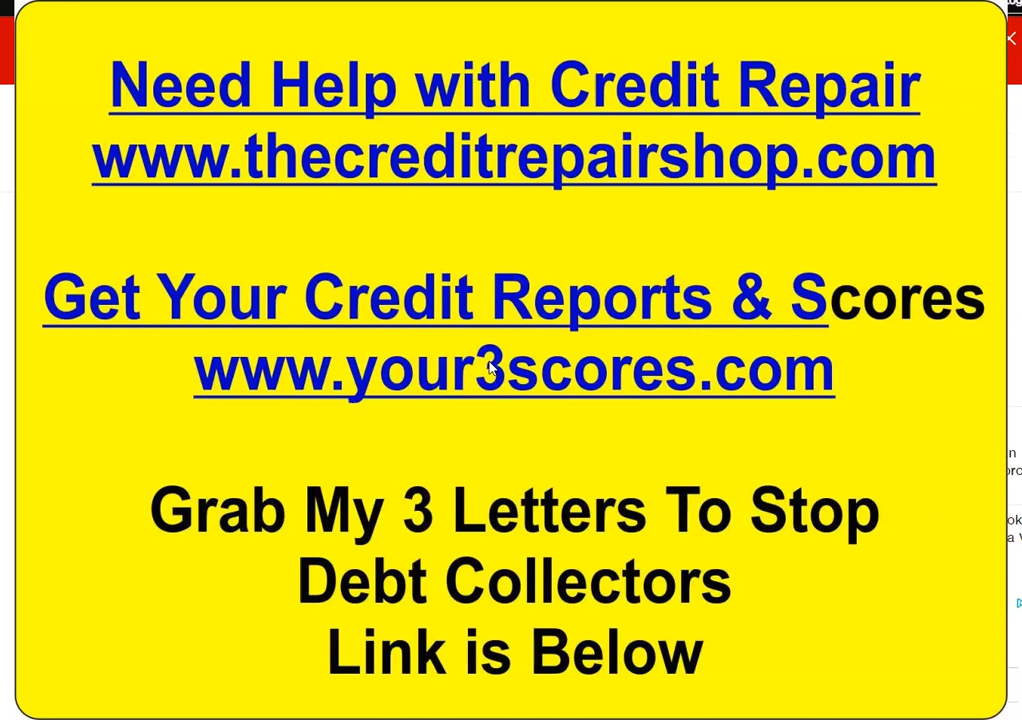 Need Help with Credit Repair
www.thecreditrepairshop.com
Get Your Credit Reports & Scores
www.your3scores.com
Grab My 3 Letters To Stop
Debt Collectors
Link is Below